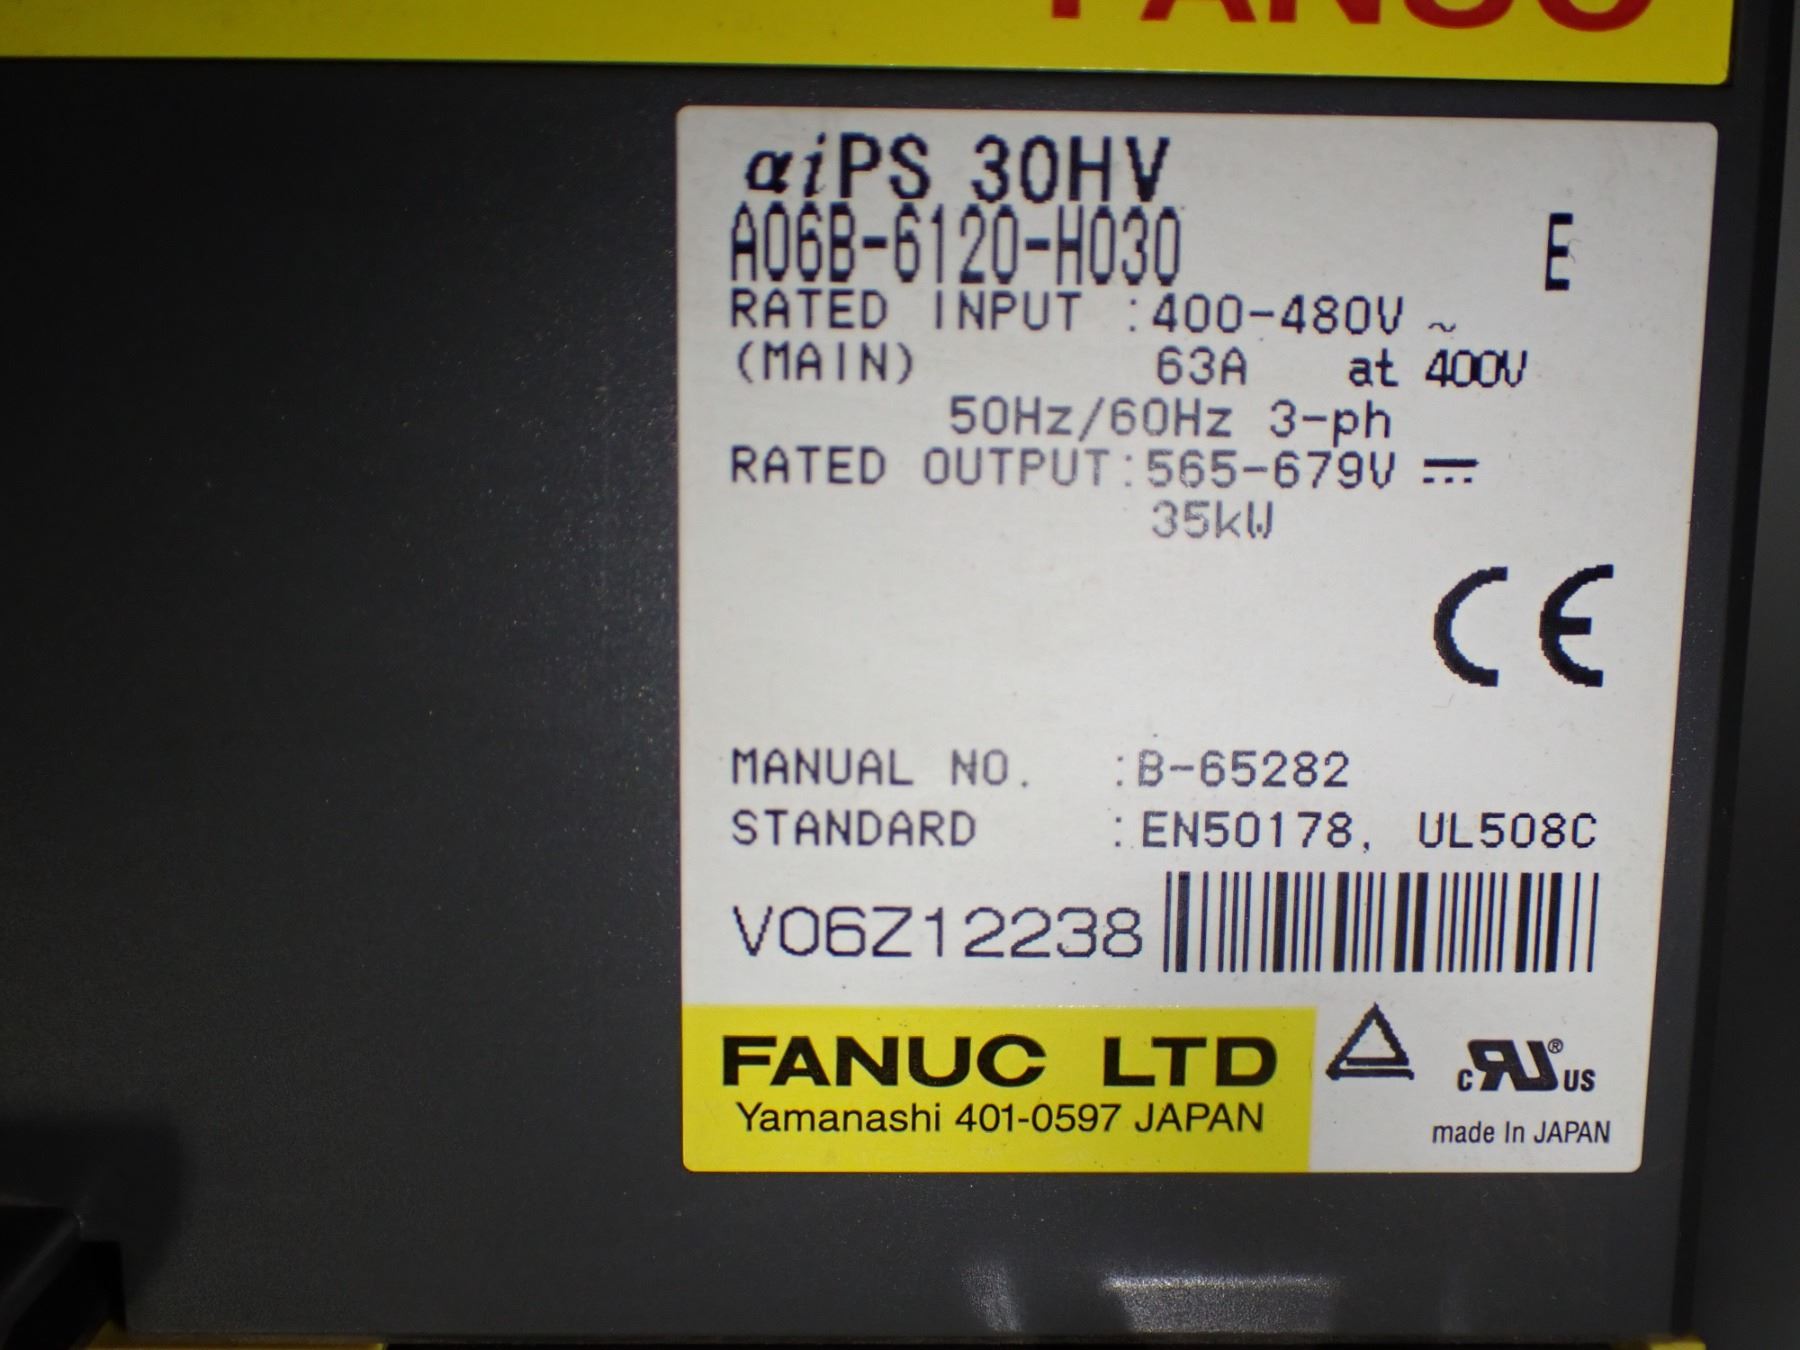 FANUC
αiPS 30HV
A06B-6120-H030 E
RATED INPUT :400-480V ~
(MAIN) 63A at 400V
50Hz/60Hz 3-ph
RATED OUTPUT:565-679V ⎓
35kW
CE
MANUAL NO. :B-65282
STANDARD :EN50178, UL508C
V06Z12238
FANUC LTD
Yamanashi 401-0597 JAPAN
c RU® US
made In JAPAN